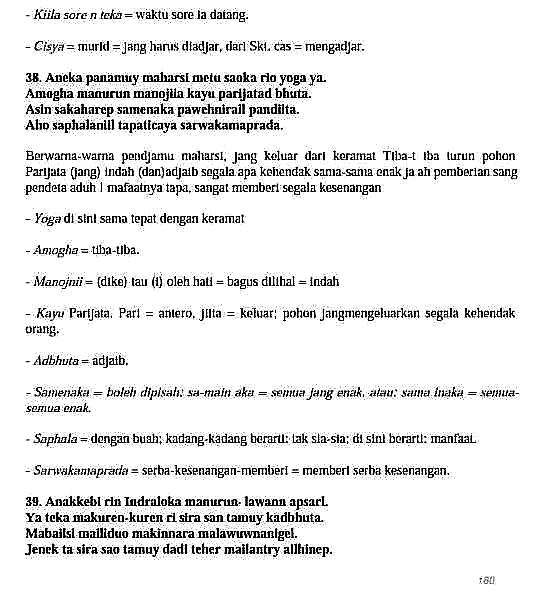 - Kiila sore n teka = waktu sore ia datang.
- Cisya = murid = jang harus diadjar, dari Skt. cas = mengadjar.
38. Aneka panamuy maharsi metu saoka rio yoga ya.
Amogha manurun manojiia kayu parijatad bhuta.
Asin sakaharep samenaka pawehnirail pandiita.
Aho saphalaniil tapaticaya sarwakamaprada.
Berwarna-warna pendjamu maharsi, jang keluar dari keramat Tiba-t iba turun pohon
Parijata (jang) indah (dan)adjaib segala apa kehendak sama-sama enak ja ah pemberian sang
pendeta aduh l mafaatnya tapa, sangat memberi segala kesenangan
- Yoga di sini sama tepat dengan keramat
- Amogha = tiba-tiba.
- Manojnii = (dike) tau (i) oleh hati = bagus dilihal = indah
- Kayu Parijata. Pari = antero, jiita = keluar; pohon jangmengeluarkan segala kehendak
orang.
- Adbhuta = adjaib,
- Samenaka = boleh dipisah: sa-main aka = semua jang enak, atau: sama inaka = semua-
semua enak.
- Saphala = dengan buah; kadang-kadang berarti: tak sia-sia; di sini berarti: manfaat.
- Sarwakamaprada = serba-kesenangan-memberi = memberi serba kesenangan.
39. Anakkebi rin Indraloka manurun- lawann apsari.
Ya teka makuren-kuren ri sira san tamuy kadbhuta.
Mabailsi mailiduo makinnara malawuwnanigel.
Jenek ta sira sao tamuy dadi teher mailantry alihinep.
160